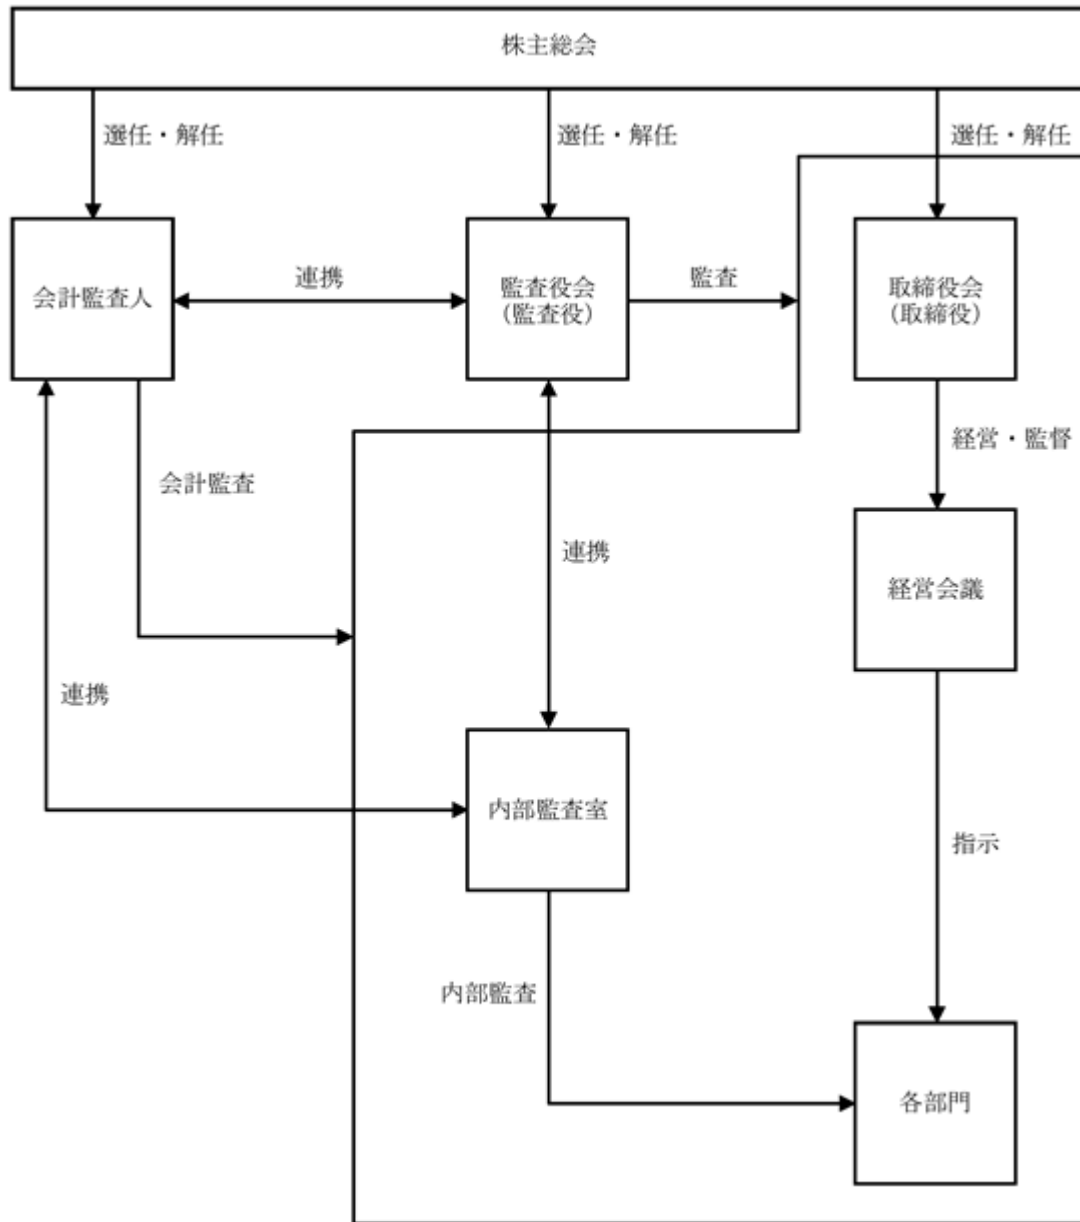 株主総会
選任・解任
選任・解任
選任・解任
会計監査人
連携
監査役会
(監査役)
監査
取締役会
(取締役)
経営・監督
会計監査
連携
経営会議
連携
内部監査室
指示
内部監査
各部門